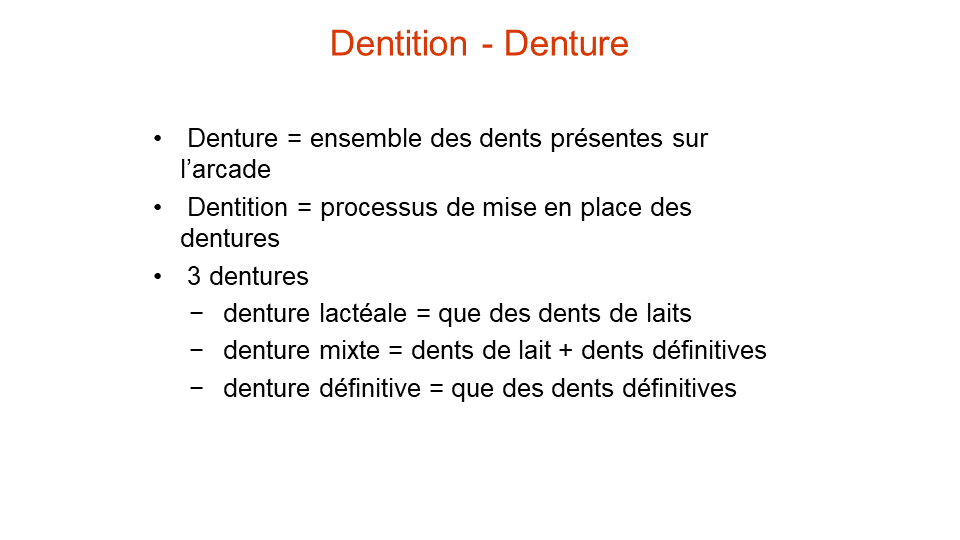 Dentition - Denture
• Denture = ensemble des dents présentes sur
l’arcade
• Dentition = processus de mise en place des
dentures
• 3 dentures
− denture lactéale = que des dents de laits
− denture mixte = dents de lait + dents définitives
− denture définitive = que des dents définitives